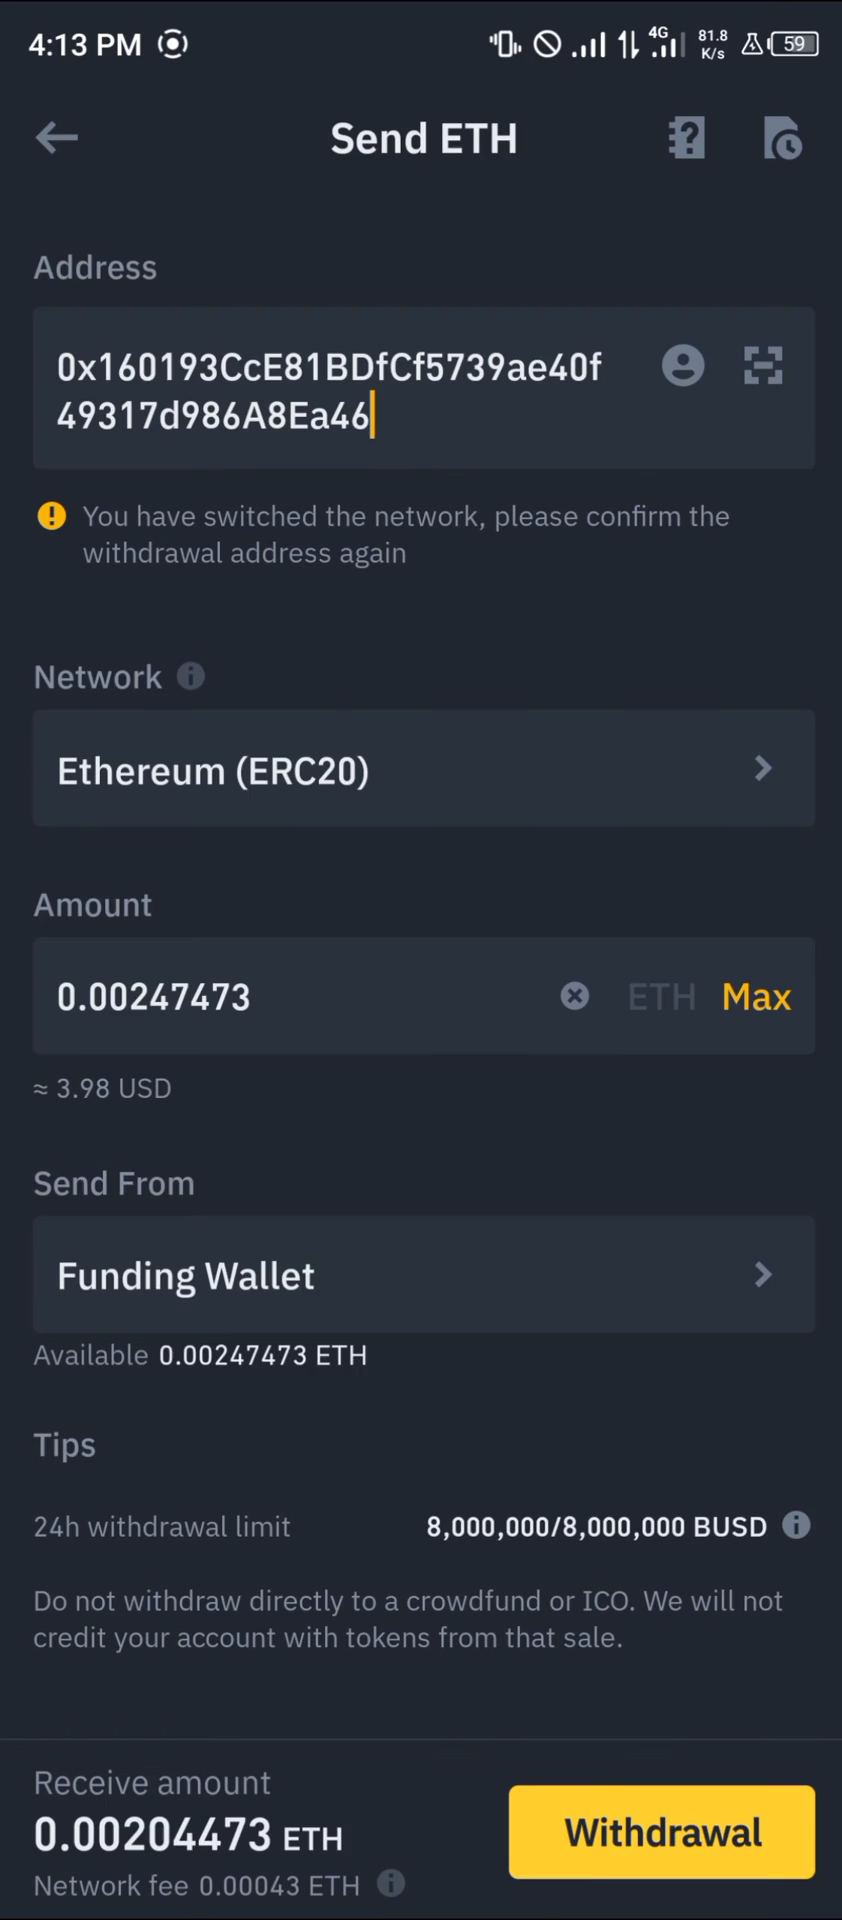 4:13 PM
4G
81.8
K/s
59
Send ETH
Address
0x160193CcE81BDfCf5739ae40f
49317d986A8Ea46
You have switched the network, please confirm the
withdrawal address again
Network
Ethereum (ERC20)
Amount
0.00247473 ETH Max
≈ 3.98 USD
Send From
Funding Wallet
Available 0.00247473 ETH
Tips
24h withdrawal limit 8,000,000/8,000,000 BUSD
Do not withdraw directly to a crowdfund or ICO. We will not
credit your account with tokens from that sale.
Receive amount
0.00204473 ETH
Network fee 0.00043 ETH
Withdrawal